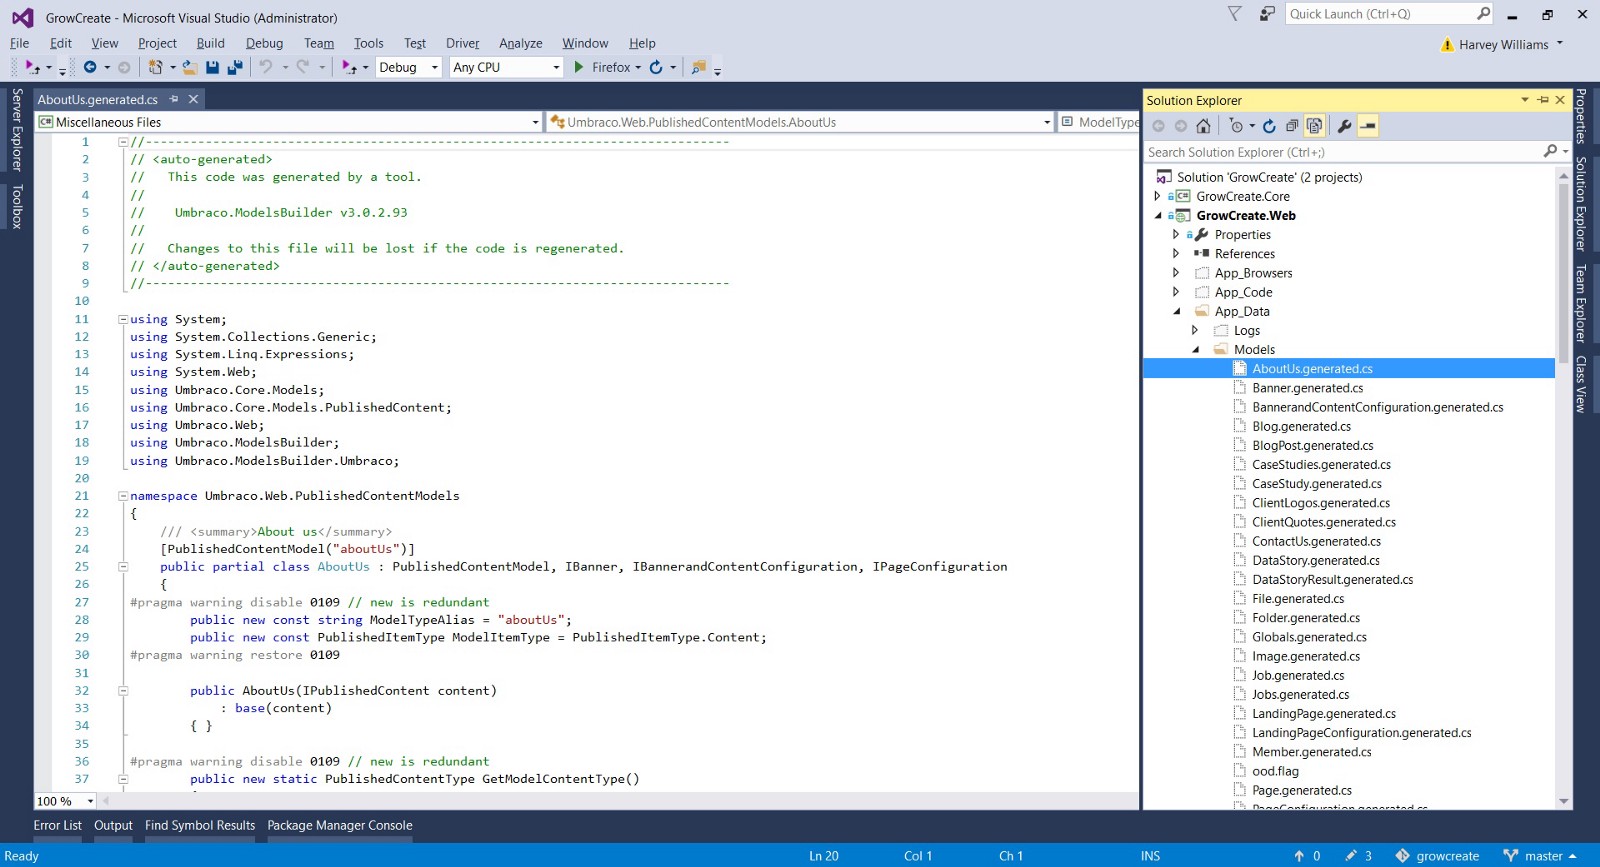 GrowCreate - Microsoft Visual Studio (Administrator)
Quick Launch (Ctrl+Q)
File Edit View Project Build Debug Team Tools Test Driver Analyze Window Help
Harvey Williams
Debug Any CPU Firefox
Server Explorer
Toolbox
AboutUs.generated.cs
Miscellaneous Files
Umbraco.Web.PublishedContentModels.AboutUs
ModelType
1 //------------------------------------------------------------------------------
2 // <auto-generated>
3 //   This code was generated by a tool.
4 //
5 //    Umbraco.ModelsBuilder v3.0.2.93
6 //
7 //   Changes to this file will be lost if the code is regenerated.
8 // </auto-generated>
9 //------------------------------------------------------------------------------
10
11 using System;
12 using System.Collections.Generic;
13 using System.Linq.Expressions;
14 using System.Web;
15 using Umbraco.Core.Models;
16 using Umbraco.Core.Models.PublishedContent;
17 using Umbraco.Web;
18 using Umbraco.ModelsBuilder;
19 using Umbraco.ModelsBuilder.Umbraco;
20
21 namespace Umbraco.Web.PublishedContentModels
22 {
23     /// <summary>About us</summary>
24     [PublishedContentModel("aboutUs")]
25     public partial class AboutUs : PublishedContentModel, IBanner, IBannerandContentConfiguration, IPageConfiguration
26     {
27 #pragma warning disable 0109 // new is redundant
28         public new const string ModelTypeAlias = "aboutUs";
29         public new const PublishedItemType ModelItemType = PublishedItemType.Content;
30 #pragma warning restore 0109
31
32         public AboutUs(IPublishedContent content)
33             : base(content)
34         { }
35
36 #pragma warning disable 0109 // new is redundant
37         public new static PublishedContentType GetModelContentType()
100 %
Solution Explorer
Search Solution Explorer (Ctrl+;)
Solution 'GrowCreate' (2 projects)
GrowCreate.Core
GrowCreate.Web
Properties
References
App_Browsers
App_Code
App_Data
Logs
Models
AboutUs.generated.cs
Banner.generated.cs
BannerandContentConfiguration.generated.cs
Blog.generated.cs
BlogPost.generated.cs
CaseStudies.generated.cs
CaseStudy.generated.cs
ClientLogos.generated.cs
ClientQuotes.generated.cs
ContactUs.generated.cs
DataStory.generated.cs
DataStoryResult.generated.cs
File.generated.cs
Folder.generated.cs
Globals.generated.cs
Image.generated.cs
Job.generated.cs
Jobs.generated.cs
LandingPage.generated.cs
LandingPageConfiguration.generated.cs
Member.generated.cs
ood.flag
Page.generated.cs
PageConfiguration.generated.cs
Properties
Solution Explorer
Team Explorer
Class View
Error List Output Find Symbol Results Package Manager Console
Ready Ln 20 Col 1 Ch 1 INS 0 3 growcreate master